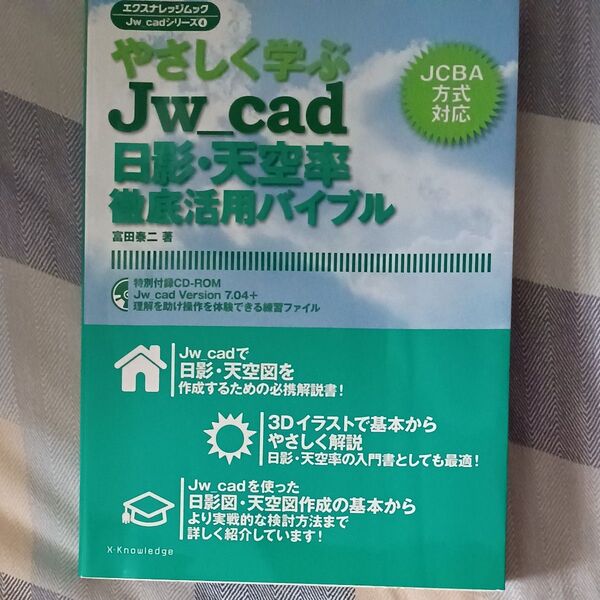 エクスナレッジムック
Jw_cadシリーズ4
やさしく学ぶ
Jw_cad
日影・天空率
徹底活用バイブル
富田泰二 著
JCBA
方式
対応
特別付録CD-ROM
Jw_cad Version 7.04+
理解を助け操作を体験できる練習ファイル
Jw_cadで
日影・天空図を
作成するための必携解説書!
3Dイラストで基本から
やさしく解説
日影・天空率の入門書としても最適!
Jw_cadを使った
日影図・天空図作成の基本から
より実戦的な検討方法まで
詳しく紹介しています!
X-Knowledge